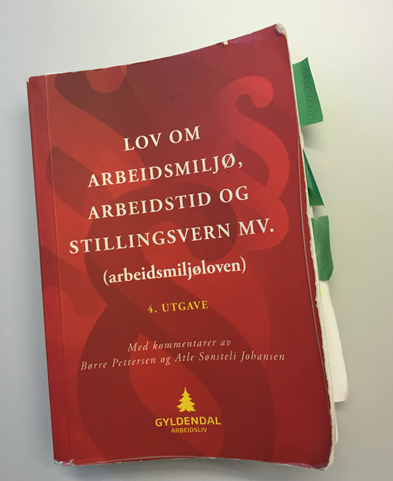 LOV OM
ARBEIDSMILJØ,
ARBEIDSTID OG
STILLINGSVERN MV.
(arbeidsmiljøloven)
4. UTGAVE
Med kommentarer av
Børre Pettersen og Atle Sønsteli Johansen
GYLDENDAL
ARBEIDSLIV